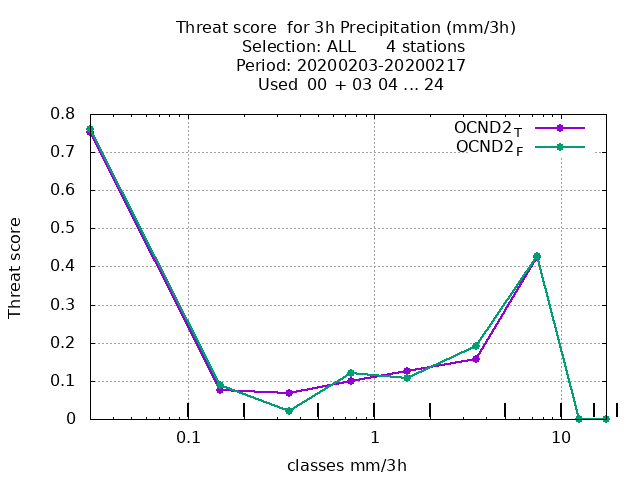 Threat score  for 3h Precipitation (mm/3h)
Selection: ALL      4 stations
Period: 20200203-20200217
Used  00  + 03 04 ... 24
OCND2T
OCND2F
0.8
0.7
0.6
0.5
0.4
0.3
0.2
0.1
0
Threat score
0.1 1 10
classes mm/3h